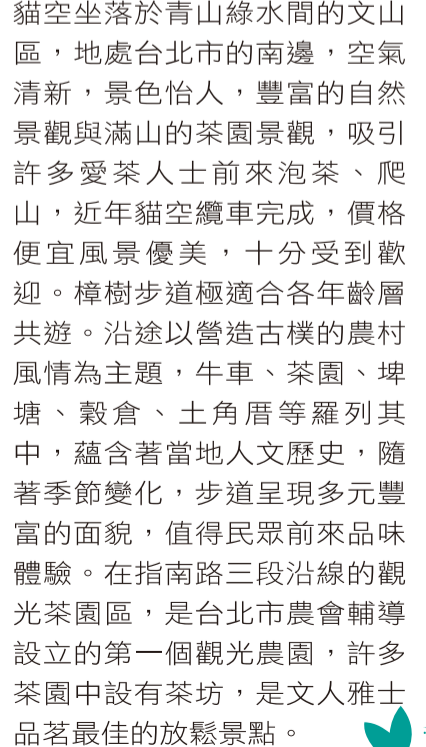 貓空坐落於青山綠水間的文山
區，地處台北市的南邊，空氣
清新，景色怡人，豐富的自然
景觀與滿山的茶園景觀，吸引
許多愛茶人士前來泡茶、爬
山，近年貓空纜車完成，價格
便宜風景優美，十分受到歡
迎。樟樹步道極適合各年齡層
共遊。沿途以營造古樸的農村
風情為主題，牛車、茶園、埤
塘、穀倉、土角厝等羅列其
中，蘊含著當地人文歷史，隨
著季節變化，步道呈現多元豐
富的面貌，值得民眾前來品味
體驗。在指南路三段沿線的觀
光茶園區，是台北市農會輔導
設立的第一個觀光農園，許多
茶園中設有茶坊，是文人雅士
品茗最佳的放鬆景點。